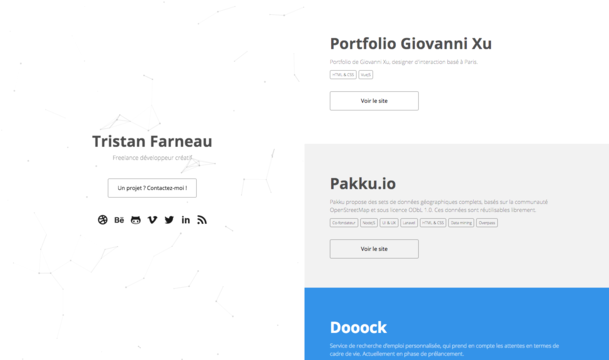 Tristan Farneau
Freelance développeur créatif.
Un projet ? Contactez-moi !
Bē
in
Portfolio Giovanni Xu
Portfolio de Giovanni Xu, designer d'interaction basé à Paris.
HTML & CSS
Voir le site
Pakku.io
Pakku propose des sets de données géographiques complets, basés sur la communauté
OpenStreetMap et sous licence ODbL 1.0. Ces données sont réutilisables librement.
Co-fondateur NodeJS UI & UX Laravel HTML & CSS Data mining Overpass
Voir le site
Dooock
Service de recherche d'emploi personnalisée, qui prend en compte les attentes en termes de
cadre de vie. Actuellement en phase de prélancement.